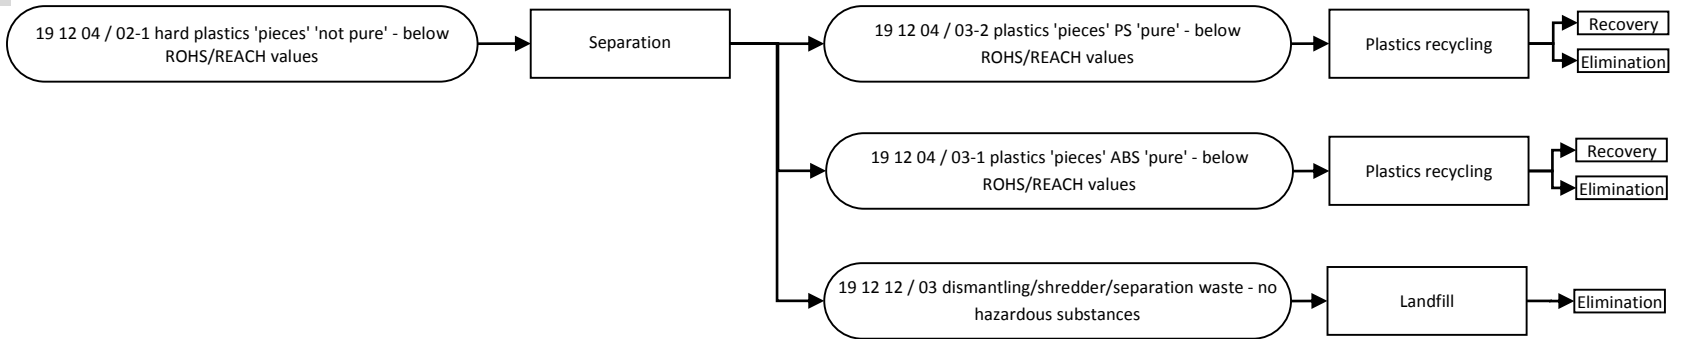 19 12 04 / 02-1 hard plastics 'pieces' 'not pure' - below
ROHS/REACH values
Separation
19 12 04 / 03-2 plastics 'pieces' PS 'pure' - below
ROHS/REACH values
Plastics recycling
Recovery
Elimination
19 12 04 / 03-1 plastics 'pieces' ABS 'pure' - below
ROHS/REACH values
Plastics recycling
Recovery
Elimination
19 12 12 / 03 dismantling/shredder/separation waste - no
hazardous substances
Landfill
Elimination